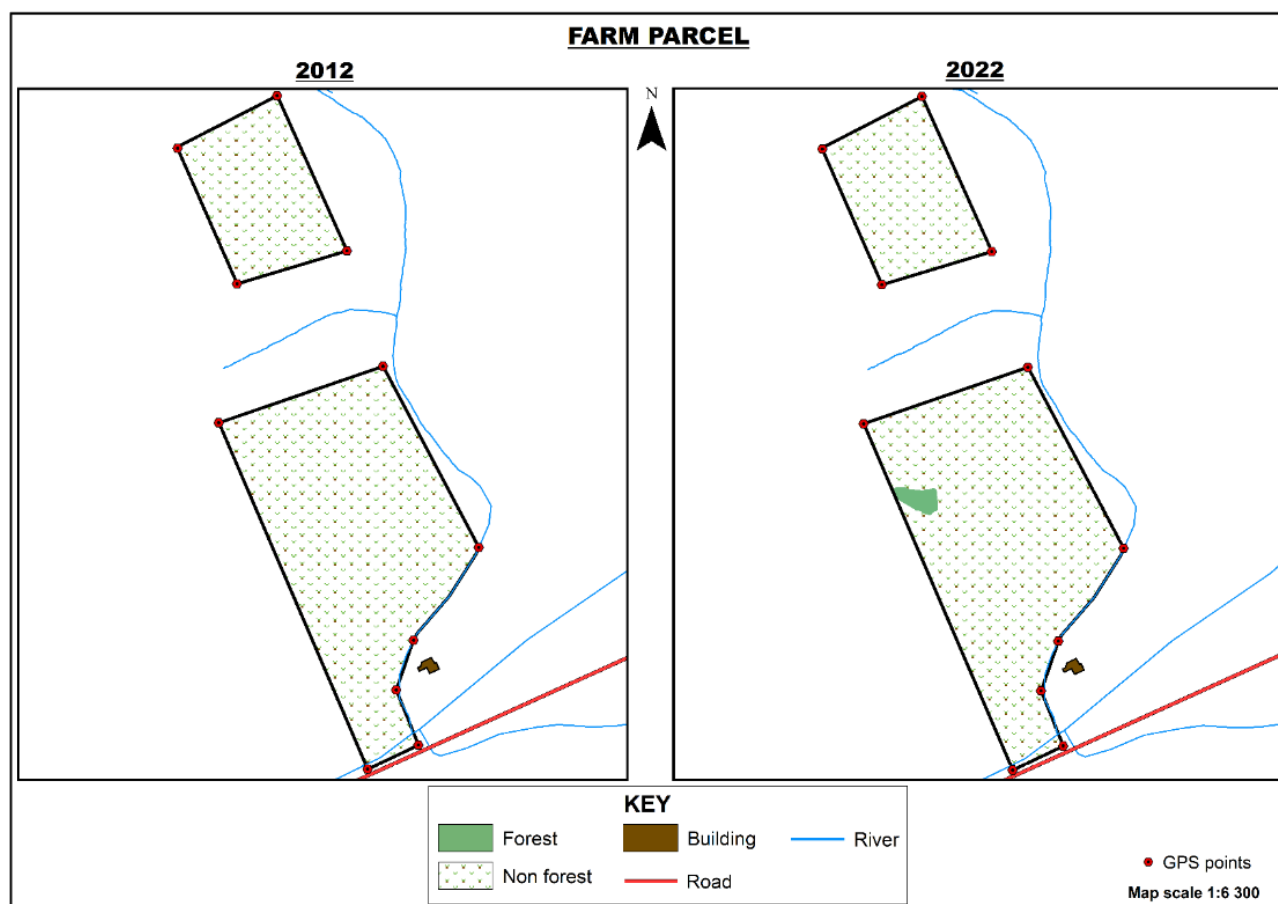 FARM PARCEL
2012
2022
N
KEY
Forest
Building
River
Non forest
Road
GPS points
Map scale 1:6 300